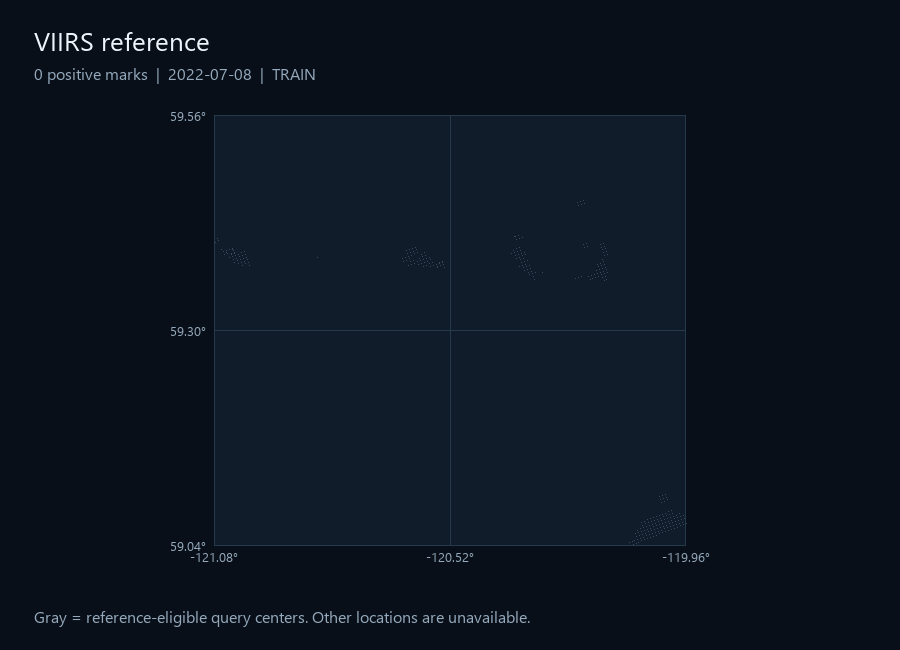 VIIRS reference
0 positive marks | 2022-07-08 | TRAIN
59.56°
59.30°
59.04°
-121.08°
-120.52°
-119.96°
Gray = reference-eligible query centers. Other locations are unavailable.